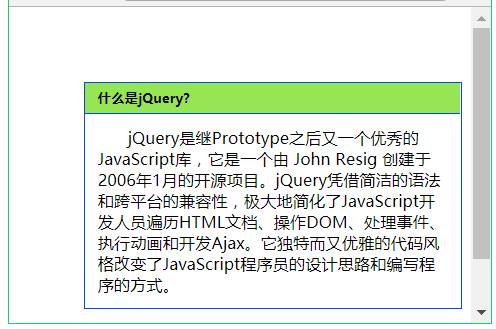 什么是jQuery?
jQuery是继Prototype之后又一个优秀的
JavaScript库，它是一个由 John Resig 创建于
2006年1月的开源项目。jQuery凭借简洁的语法
和跨平台的兼容性，极大地简化了JavaScript开
发人员遍历HTML文档、操作DOM、处理事件、
执行动画和开发Ajax。它独特而又优雅的代码风
格改变了JavaScript程序员的设计思路和编写程
序的方式。